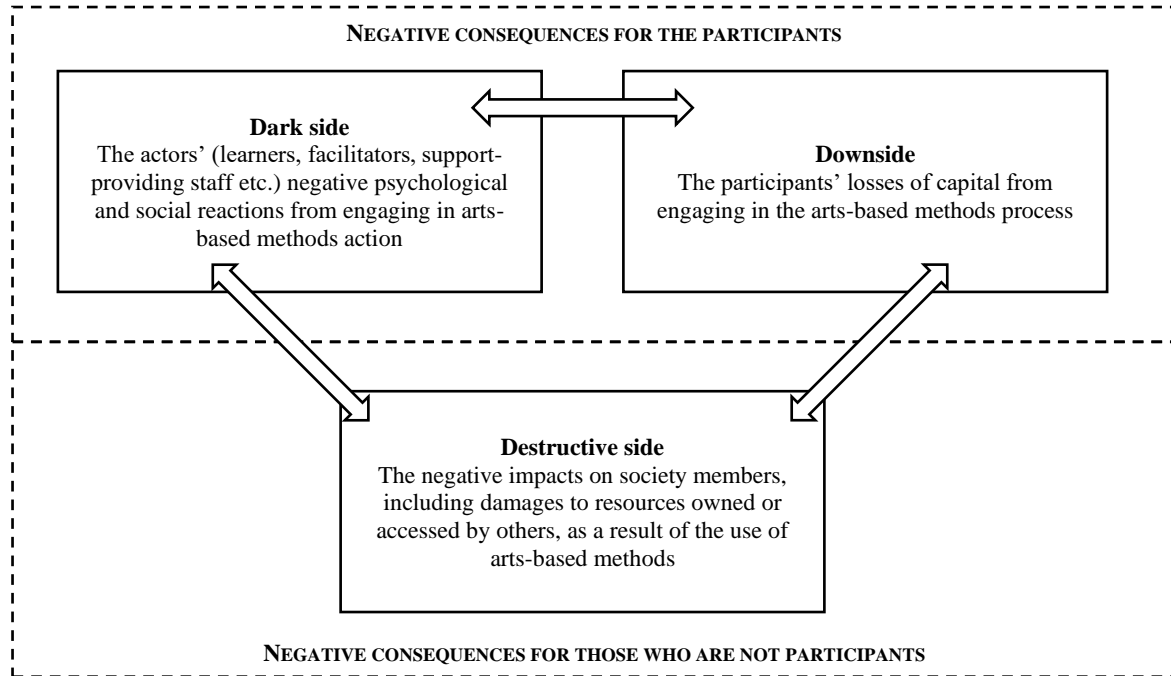 NEGATIVE CONSEQUENCES FOR THE PARTICIPANTS
Dark side
The actors’ (learners, facilitators, support-
providing staff etc.) negative psychological
and social reactions from engaging in arts-
based methods action
Downside
The participants’ losses of capital from
engaging in the arts-based methods process
Destructive side
The negative impacts on society members,
including damages to resources owned or
accessed by others, as a result of the use of
arts-based methods
NEGATIVE CONSEQUENCES FOR THOSE WHO ARE NOT PARTICIPANTS